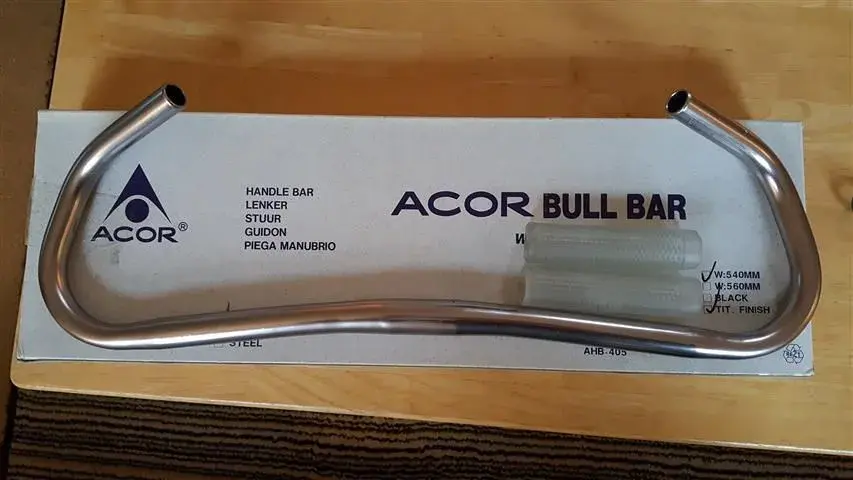 ACOR®
HANDLE BAR
LENKER
STUUR
GUIDON
PIEGA MANUBRIO
ACOR BULL BAR
W:540MM
W:560MM
BLACK
TIT. FINISH
STEEL
AHB-405